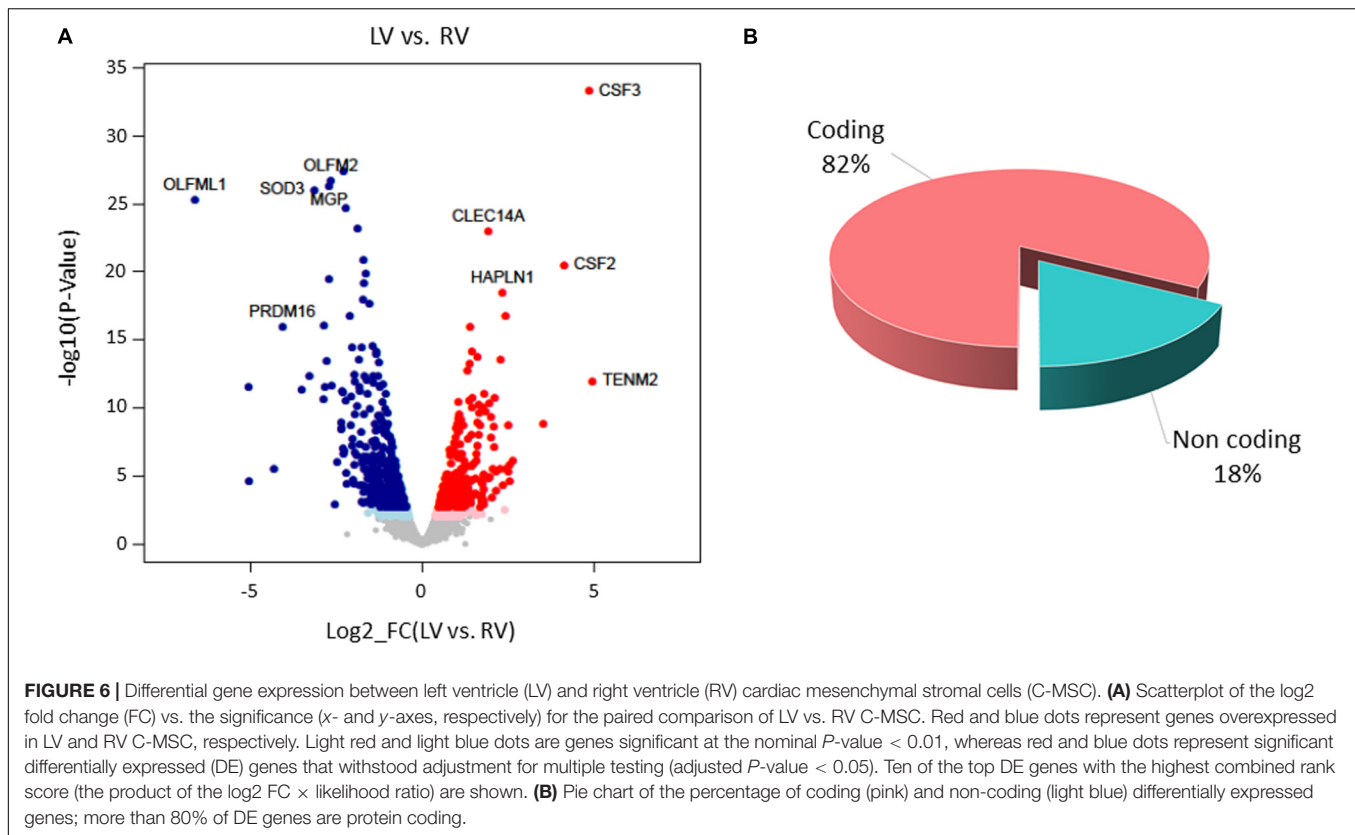 A
LV vs. RV
35
30
25
20
15
10
5
0
-log10(P-Value)
CSF3
OLFM2
OLFML1
SOD3
MGP
CLEC14A
CSF2
HAPLN1
PRDM16
TENM2
-5
0
5
Log2_FC(LV vs. RV)
B
Coding
82%
Non coding
18%
FIGURE 6 | Differential gene expression between left ventricle (LV) and right ventricle (RV) cardiac mesenchymal stromal cells (C-MSC). (A) Scatterplot of the log2
fold change (FC) vs. the significance (x- and y-axes, respectively) for the paired comparison of LV vs. RV C-MSC. Red and blue dots represent genes overexpressed
in LV and RV C-MSC, respectively. Light red and light blue dots are genes significant at the nominal P-value < 0.01, whereas red and blue dots represent significant
differentially expressed (DE) genes that withstood adjustment for multiple testing (adjusted P-value < 0.05). Ten of the top DE genes with the highest combined rank
score (the product of the log2 FC × likelihood ratio) are shown. (B) Pie chart of the percentage of coding (pink) and non-coding (light blue) differentially expressed
genes; more than 80% of DE genes are protein coding.